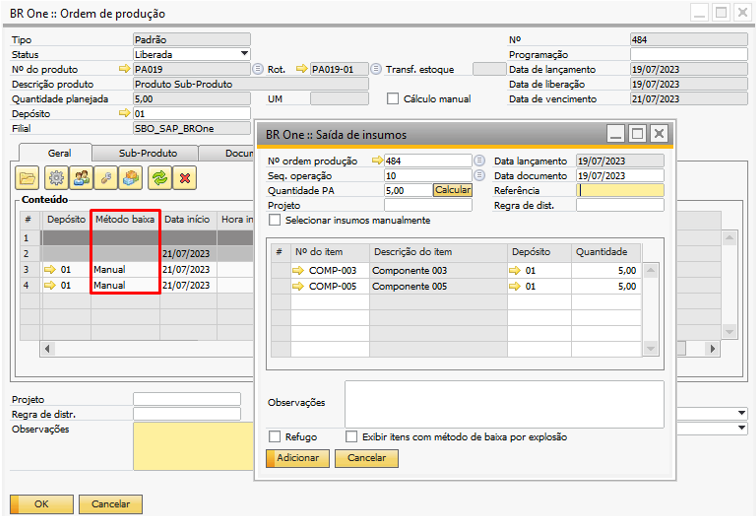 BR One :: Ordem de produção
Tipo Padrão Nº 484
Status Liberada Programação
Nº do produto PA019 Rot. PA019-01 Transf. estoque Data de lançamento 19/07/2023
Descrição produto Produto Sub-Produto Data de liberação 19/07/2023
Quantidade planejada 5,00 UM Cálculo manual Data de vencimento 21/07/2023
Depósito 01
Filial SBO_SAP_BROne
Geral Sub-Produto Docum
Conteúdo
# Depósito Método baixa Data início Hora in
1
2 21/07/2023
3 01 Manual 21/07/2023
4 01 Manual 21/07/2023
Projeto
Regra de distr.
Observações
OK Cancelar
BR One :: Saída de insumos
Nº ordem produção 484 Data lançamento 19/07/2023
Seq. operação 10 Data documento 19/07/2023
Quantidade PA 5,00 Calcular Referência
Projeto Regra de dist.
Selecionar insumos manualmente
# Nº do item Descrição do item Depósito Quantidade
COMP-003 Componente 003 01 5,00
COMP-005 Componente 005 01 5,00
Observações
Refugo Exibir itens com método de baixa por explosão
Adicionar Cancelar